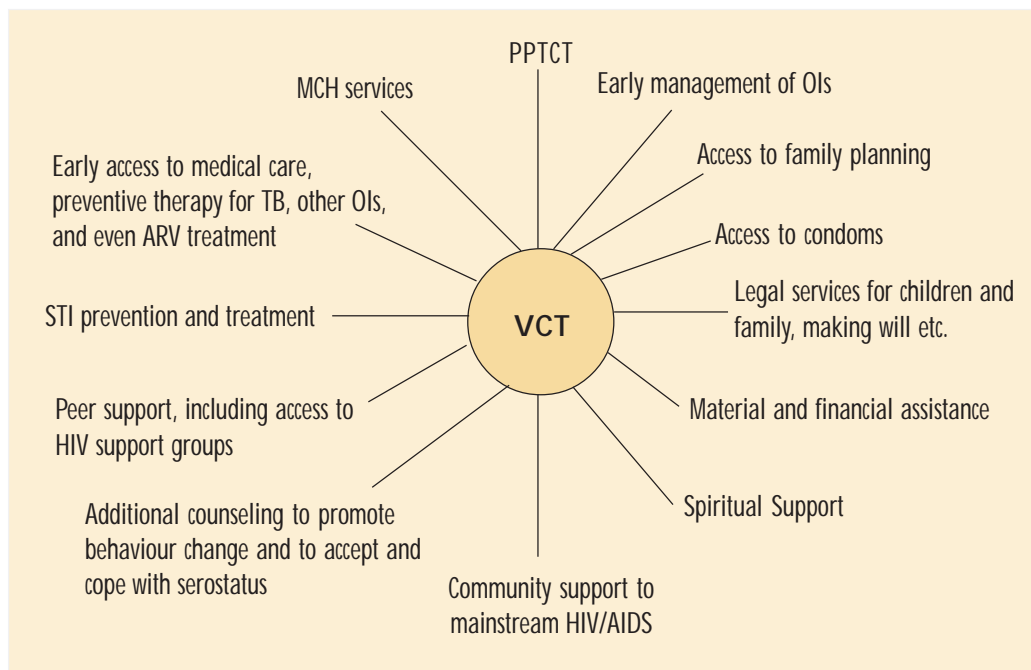 PPTCT
Early management of OIs
Access to family planning
Access to condoms
Legal services for children and
family, making will etc.
Material and financial assistance
Spiritual Support
Community support to
mainstream HIV/AIDS
Additional counseling to promote
behaviour change and to accept and
cope with serostatus
Peer support, including access to
HIV support groups
STI prevention and treatment
Early access to medical care,
preventive therapy for TB, other OIs,
and even ARV treatment
MCH services
VCT